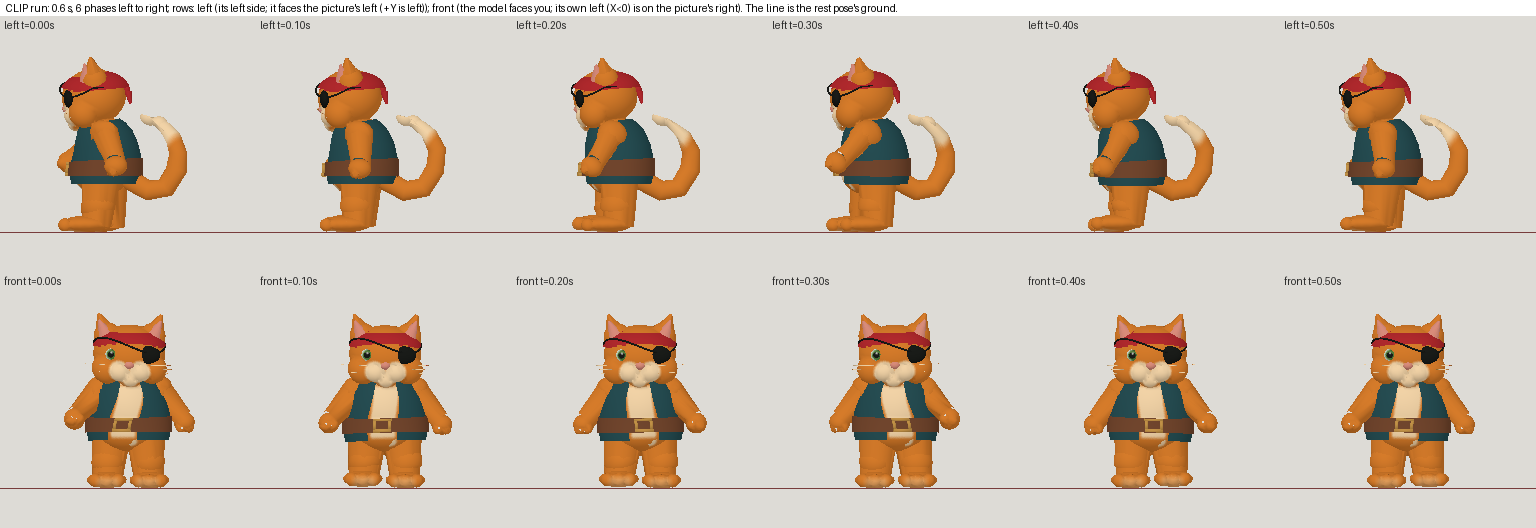 CLIP run: 0.6 s, 6 phases left to right; rows: left (its left side; it faces the picture's left (+Y is left)); front (the model faces you; its own left (X<0) is on the picture's right). The line is the rest pose's ground.
left t=0.00s left t=0.10s left t=0.20s left t=0.30s left t=0.40s left t=0.50s
front t=0.00s front t=0.10s front t=0.20s front t=0.30s front t=0.40s front t=0.50s